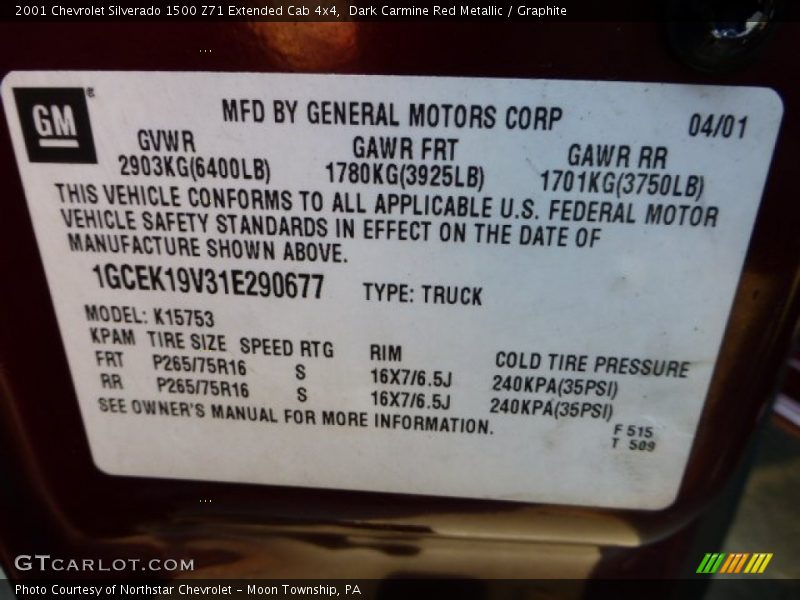 2001 Chevrolet Silverado 1500 Z71 Extended Cab 4x4, Dark Carmine Red Metallic / Graphite
GM®
MFD BY GENERAL MOTORS CORP 04/01
GVWR GAWR FRT GAWR RR
2903KG(6400LB) 1780KG(3925LB) 1701KG(3750LB)
THIS VEHICLE CONFORMS TO ALL APPLICABLE U.S. FEDERAL MOTOR
VEHICLE SAFETY STANDARDS IN EFFECT ON THE DATE OF
MANUFACTURE SHOWN ABOVE.
1GCEK19V31E290677 TYPE: TRUCK
MODEL: K15753
KPAM TIRE SIZE SPEED RTG RIM COLD TIRE PRESSURE
FRT P265/75R16 S 16X7/6.5J 240KPA(35PSI)
RR P265/75R16 S 16X7/6.5J 240KPA(35PSI)
SEE OWNER'S MANUAL FOR MORE INFORMATION.
F 515
T 509
GTCARLOT.COM
Photo Courtesy of Northstar Chevrolet - Moon Township, PA